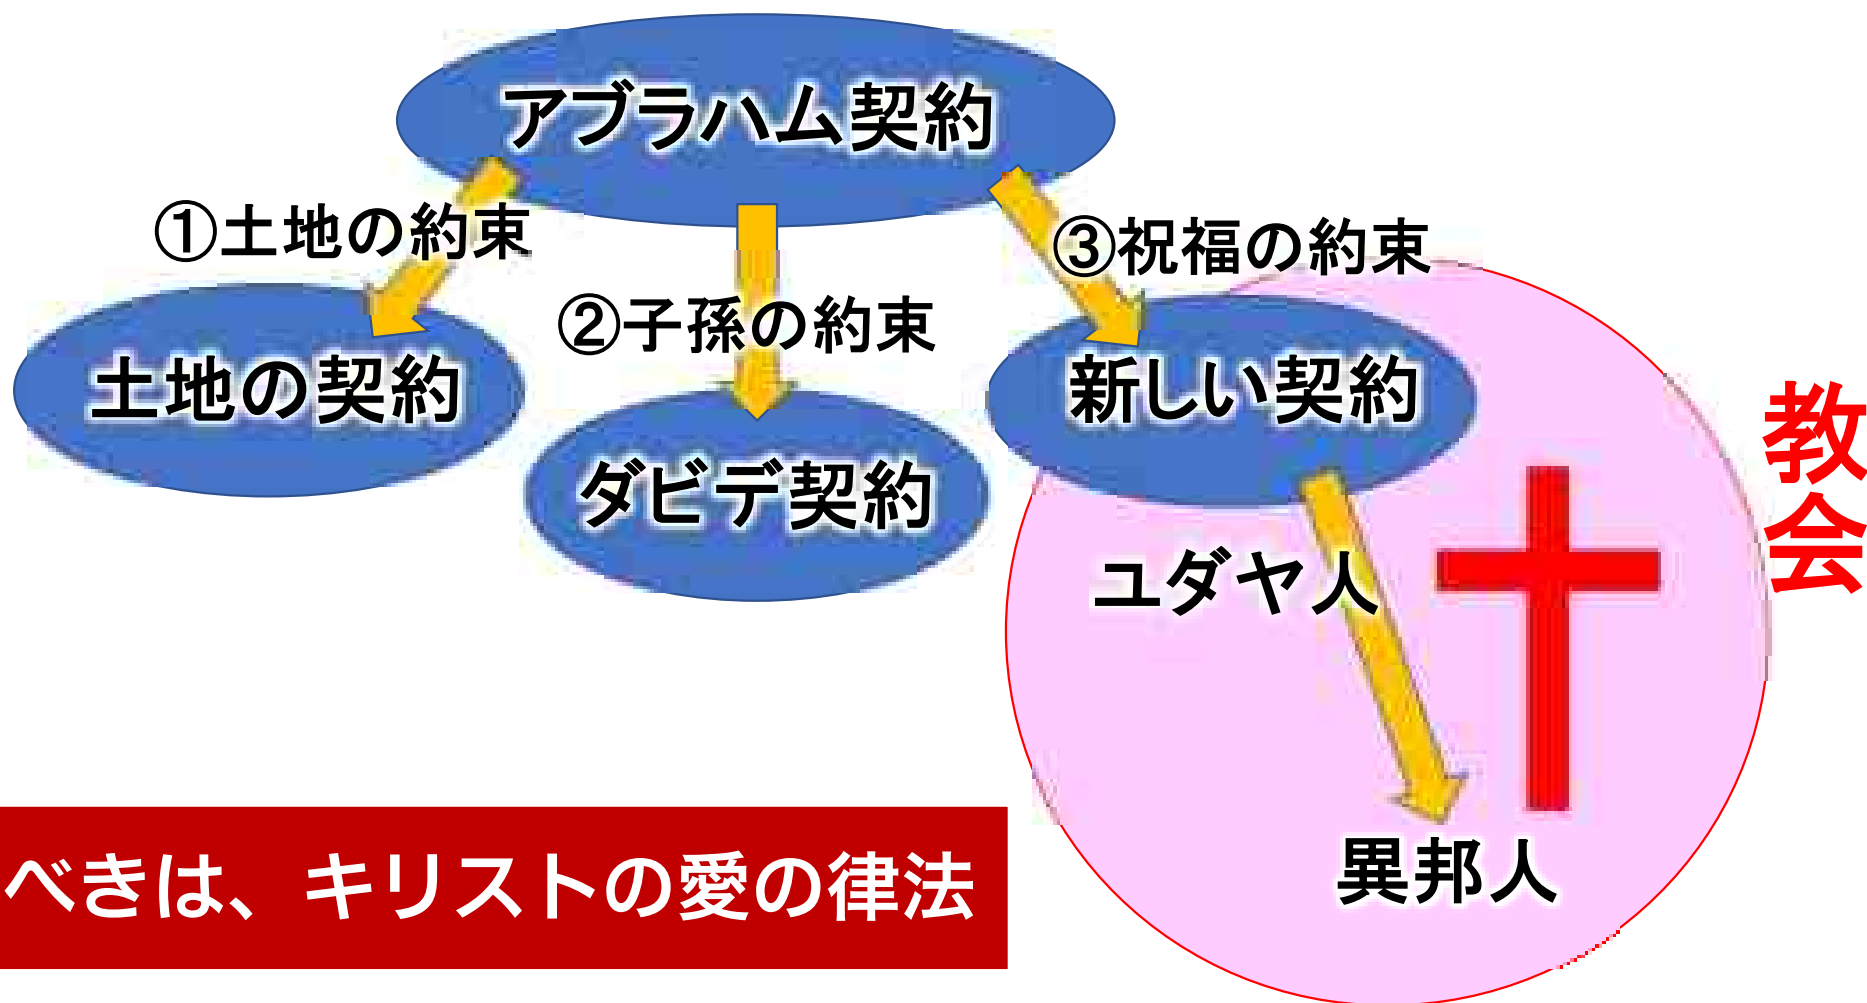 アブラハム契約
①土地の約束
③祝福の約束
②子孫の約束
土地の契約
新しい契約
ダビデ契約
教会
ユダヤ人
異邦人
べきは、キリストの愛の律法